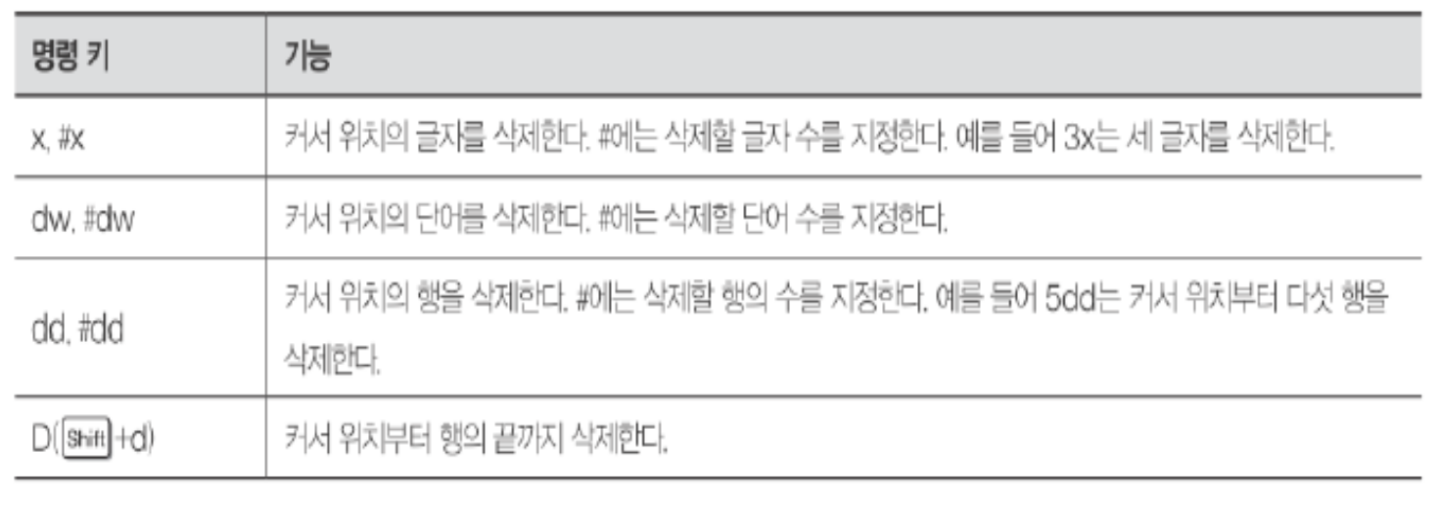 명령 키 기능
x, #x 커서 위치의 글자를 삭제한다. #에는 삭제할 글자 수를 지정한다. 예를 들어 3x는 세 글자를 삭제한다.
dw, #dw 커서 위치의 단어를 삭제한다. #에는 삭제할 단어 수를 지정한다.
dd, #dd 커서 위치의 행을 삭제한다. #에는 삭제할 행의 수를 지정한다. 예를 들어 5dd는 커서 위치부터 다섯 행을
삭제한다.
D(Shift+d) 커서 위치부터 행의 끝까지 삭제한다.